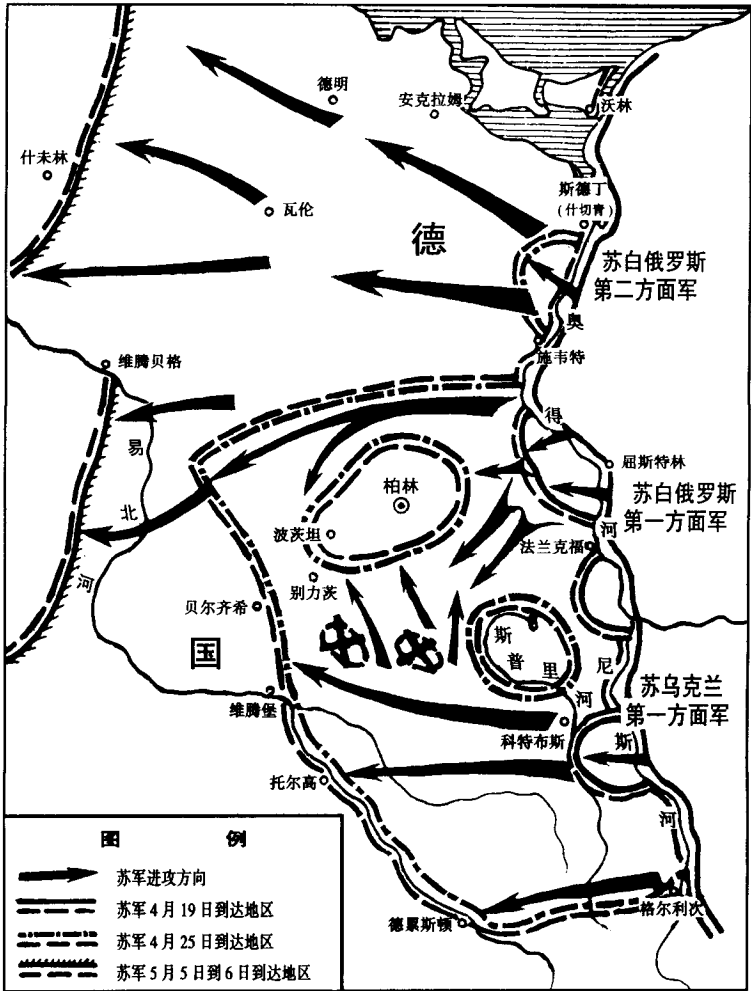 德明
安克拉姆
沃林
什未林
斯德丁
(什切青)
瓦伦
德
苏白俄罗斯
第二方面军
奥
施韦特
维腾贝格
得
易
屈斯特林
柏林
苏白俄罗斯
第一方面军
北
波茨坦
河
法兰克福
河
别力茨
贝尔齐希
国
斯
普
里
河
尼
苏乌克兰
第一方面军
维腾堡
科特布斯
斯
托尔高
河
格尔利次
德累斯顿
图 例
苏军进攻方向
苏军4月19日到达地区
苏军4月25日到达地区
苏军5月5日到6日到达地区